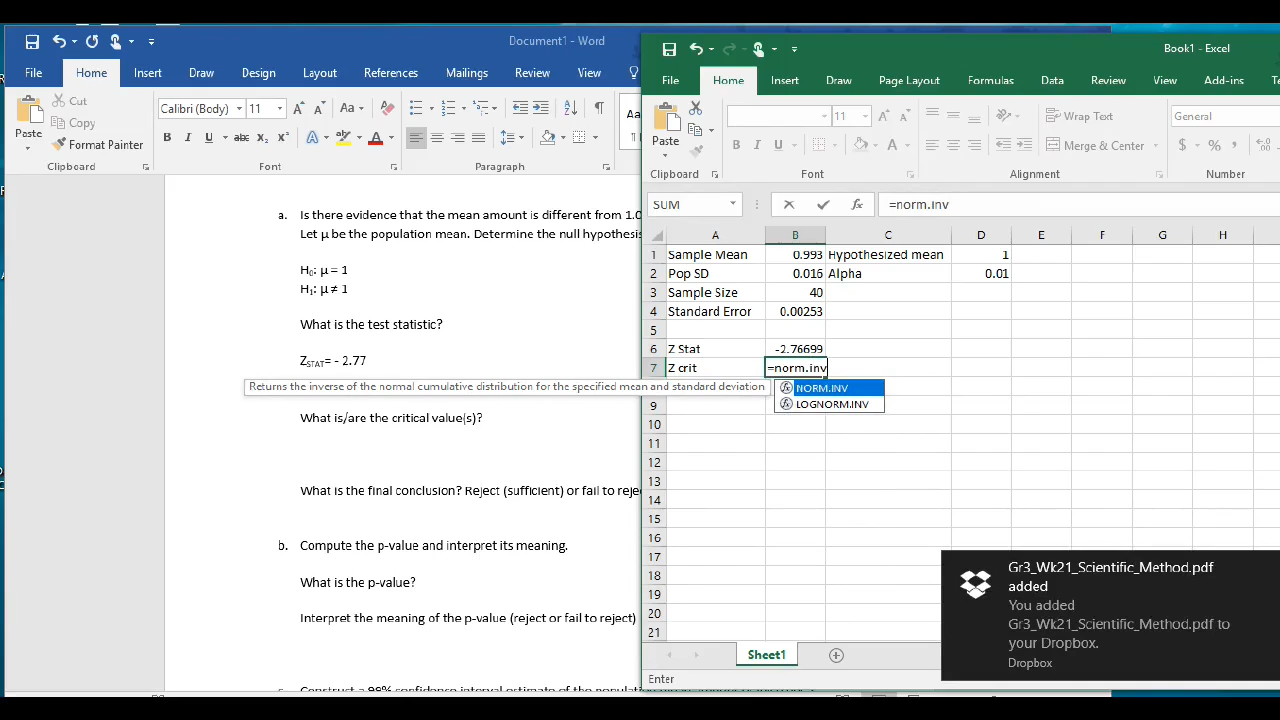 Document1 - Word
File Home Insert Draw Design Layout References Mailings Review View
Paste
Cut
Copy
Format Painter
Calibri (Body) 11
Clipboard Font Paragraph
a. Is there evidence that the mean amount is different from 1.0
Let μ be the population mean. Determine the null hypothesis
H0: μ = 1
H1: μ ≠ 1
What is the test statistic?
ZSTAT= - 2.77
Returns the inverse of the normal cumulative distribution for the specified mean and standard deviation
What is/are the critical value(s)?
What is the final conclusion? Reject (sufficient) or fail to reje
b. Compute the p-value and interpret its meaning.
What is the p-value?
Interpret the meaning of the p-value (reject or fail to reject)
Book1 - Excel
File Home Insert Draw Page Layout Formulas Data Review View Add-ins Te
Paste
11
Wrap Text
Merge & Center
General
Clipboard Font Alignment Number
SUM =norm.inv
A B C D E F G H
1 Sample Mean 0.993 Hypothesized mean 1
2 Pop SD 0.016 Alpha 0.01
3 Sample Size 40
4 Standard Error 0.00253
5
6 Z Stat -2.76699
7 Z crit =norm.inv
NORM.INV
9 LOGNORM.INV
10
11
12
13
14
15
16
17
18
19
20
21
Sheet1
Enter
Gr3_Wk21_Scientific_Method.pdf
added
You added
Gr3_Wk21_Scientific_Method.pdf to
your Dropbox.
Dropbox